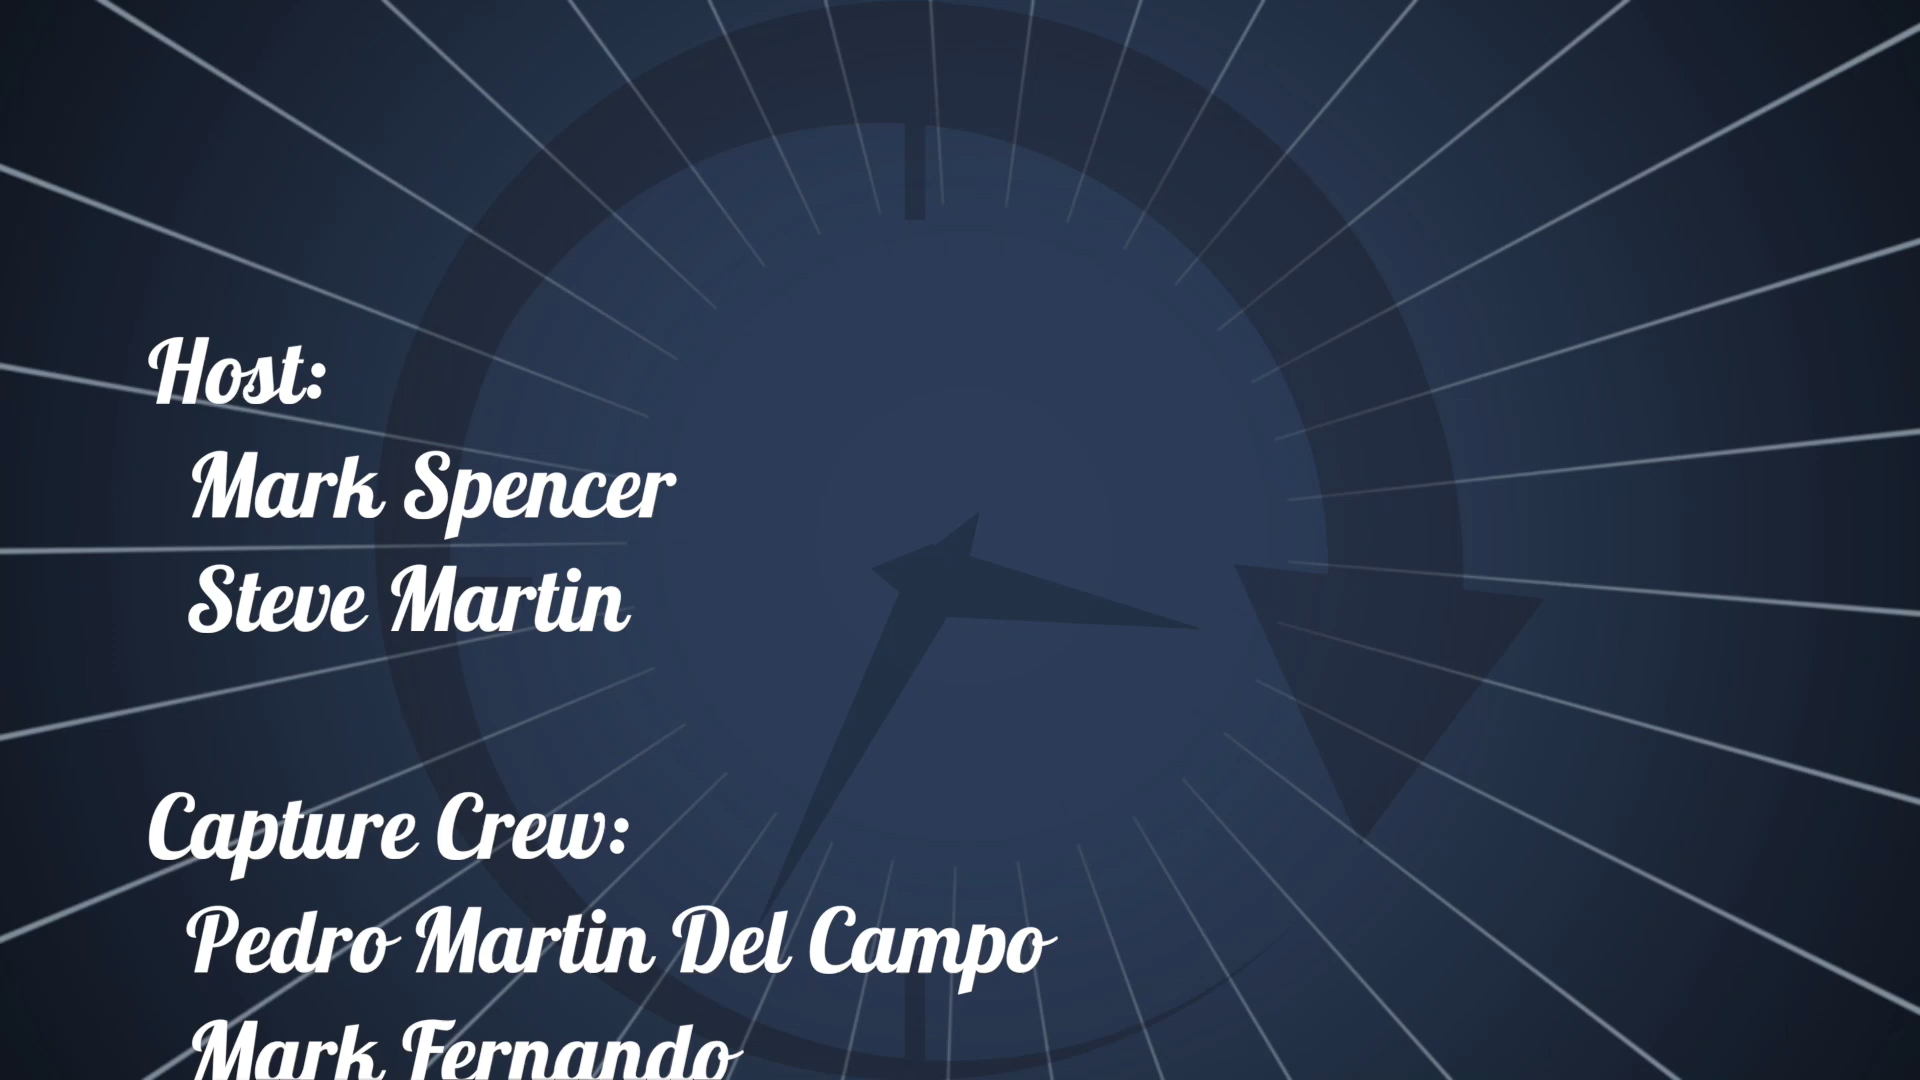 Host:
Mark Spencer
Steve Martin
Capture Crew:
Pedro Martin Del Campo
Mark Fernando